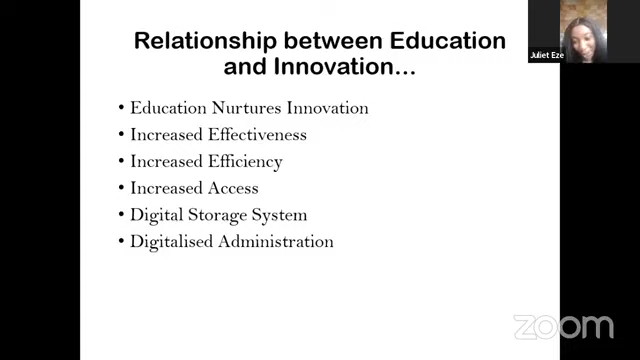 Relationship between Education
and Innovation...
• Education Nurtures Innovation
• Increased Effectiveness
• Increased Efficiency
• Increased Access
• Digital Storage System
• Digitalised Administration
Juliet Eze
zoom